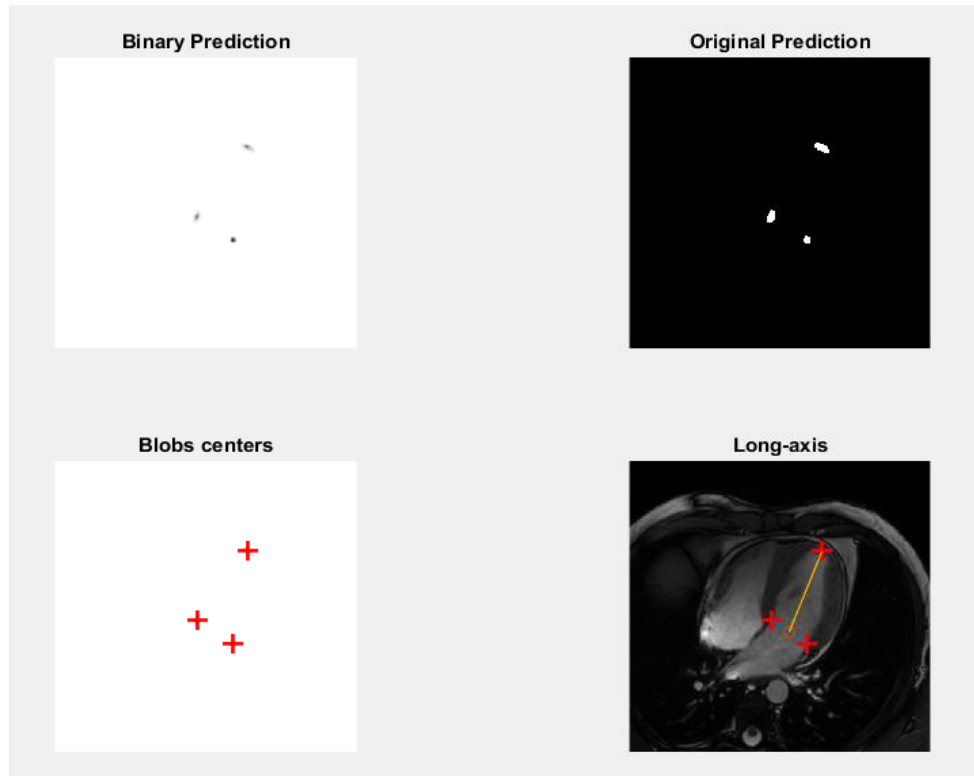 Binary Prediction
Original Prediction
Blobs centers
Long-axis